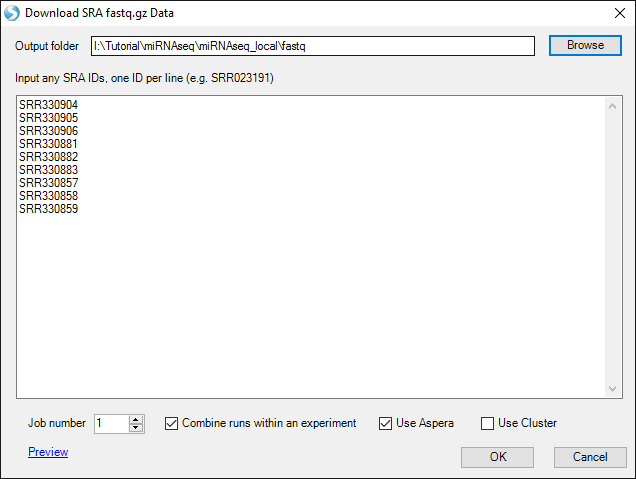 Download SRA fastq.gz Data
Output folder I:\Tutorial\miRNAseq\miRNAseq_local\fastq Browse
Input any SRA IDs, one ID per line (e.g. SRR023191)
SRR330904
SRR330905
SRR330906
SRR330881
SRR330882
SRR330883
SRR330857
SRR330858
SRR330859
Job number 1 Combine runs within an experiment Use Aspera Use Cluster
Preview
OK Cancel